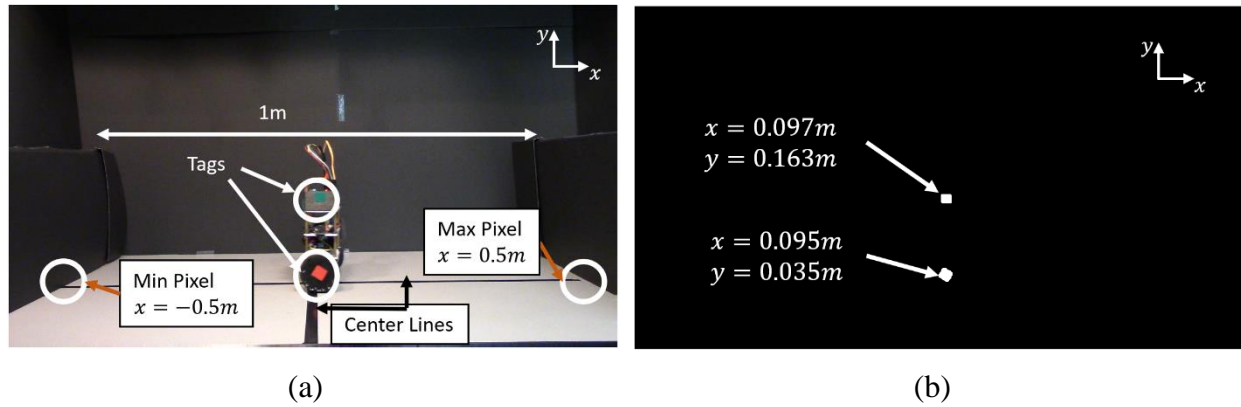 y
x
1m
Tags
Max Pixel
x = 0.5m
Min Pixel
x = −0.5m
Center Lines
(a)
y
x
x = 0.097m
y = 0.163m
x = 0.095m
y = 0.035m
(b)